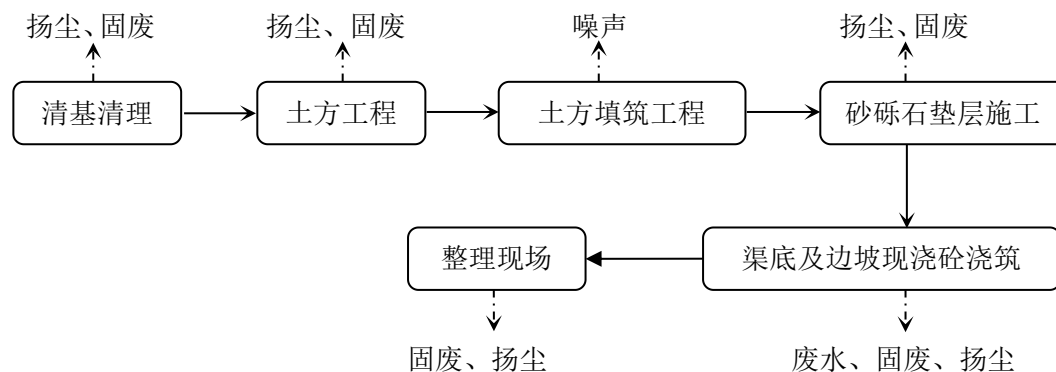 扬尘、固废
扬尘、固废
噪声
扬尘、固废
清基清理
土方工程
土方填筑工程
砂砾石垫层施工
整理现场
渠底及边坡现浇砼浇筑
固废、扬尘
废水、固废、扬尘